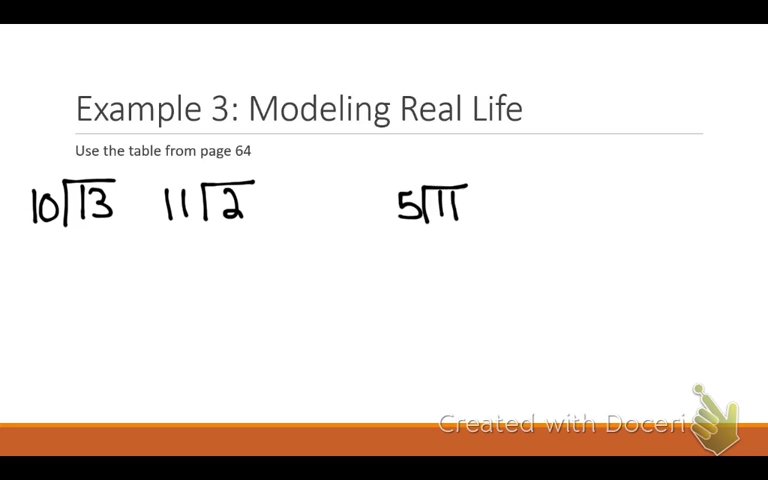 Example 3: Modeling Real Life
Use the table from page 64
10⟌13 11⟌2 5⟌11
Created with Doceri